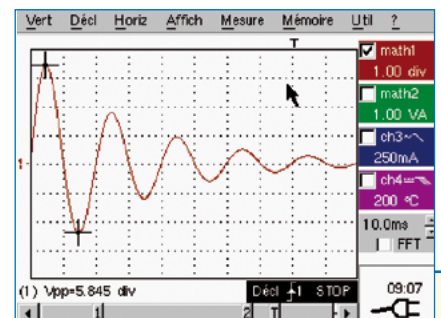 Vert Décl Horiz Affich Mesure Mémoire Util ?
T
math1
1.00 div
math2
1.00 VA
ch3~
250mA
ch4
200 °C
10.0ms
FFT
1
(1) Vpp=5.845 div
Décl 1 STOP
09:07
1 2 T